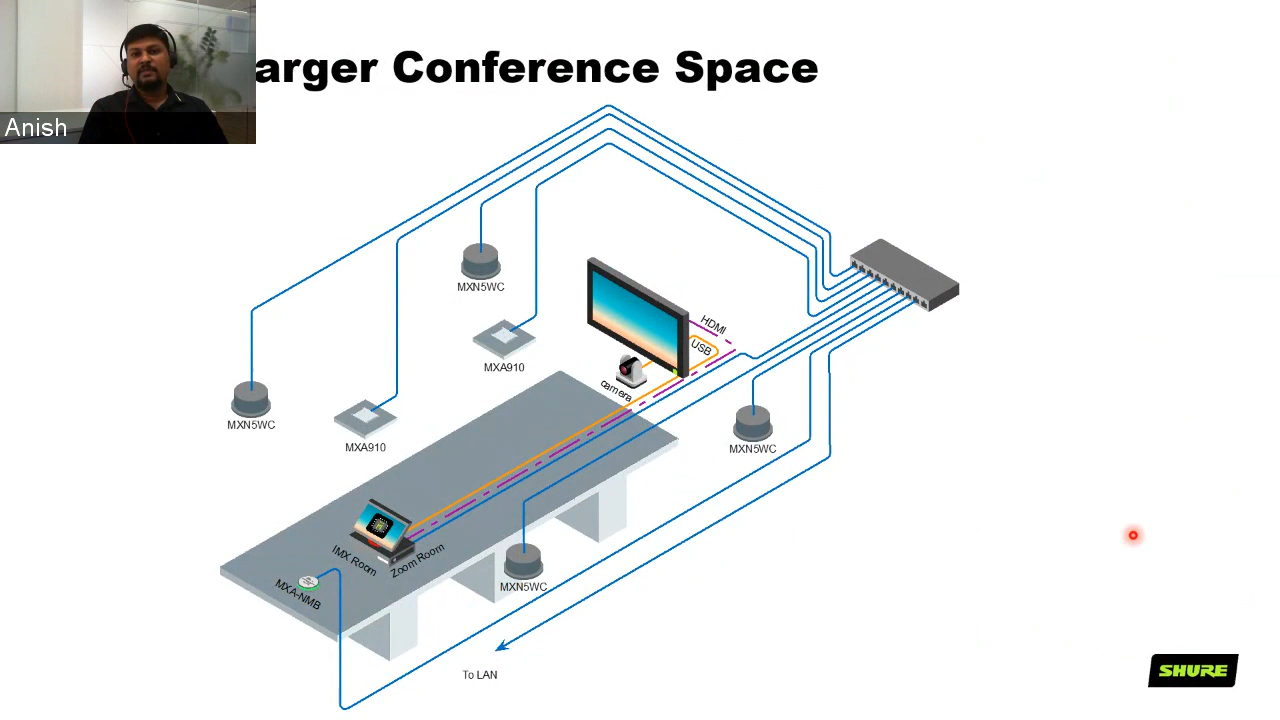 arger Conference Space
Anish
MXN5WC
HDMI
USB
MXA910
camera
MXN5WC
MXA910
MXN5WC
IMX Room
Zoom Room
MXA-NMB
MXN5WC
To LAN
SHURE